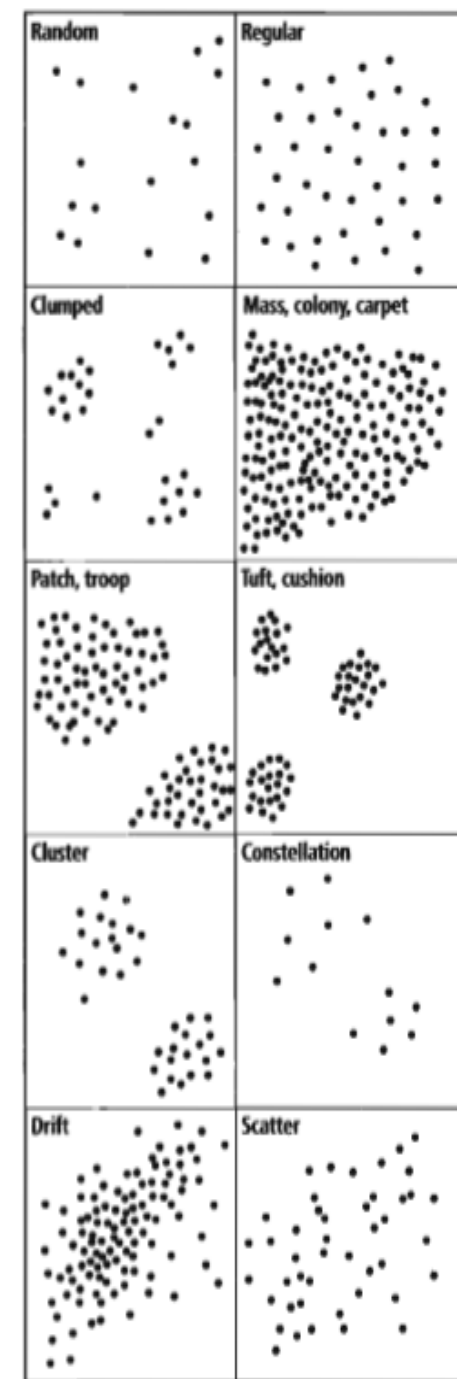 Random
Regular
Clumped
Mass, colony, carpet
Patch, troop
Tuft, cushion
Cluster
Constellation
Drift
Scatter